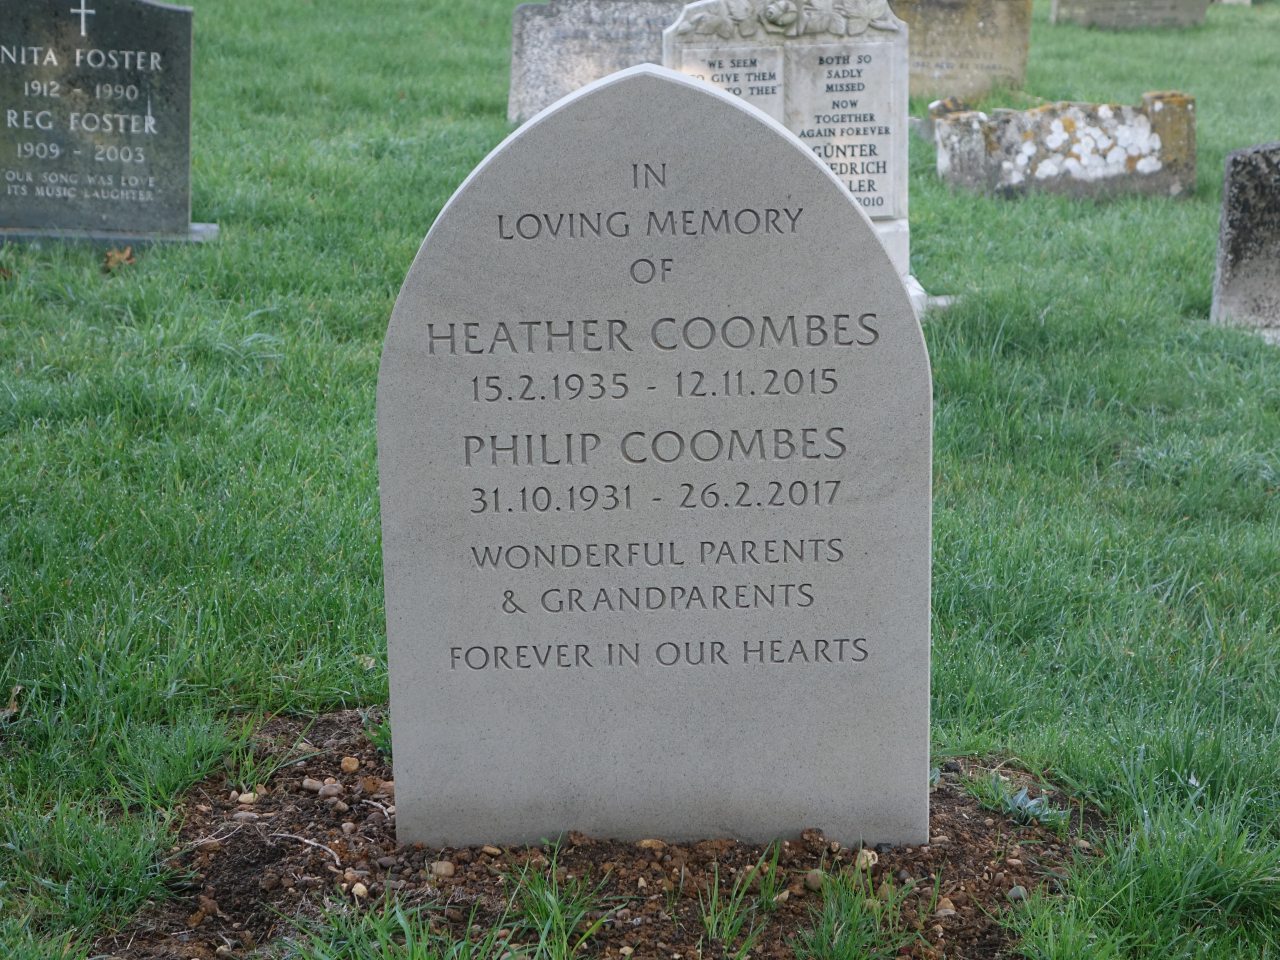 NITA FOSTER
1912 - 1990
REG FOSTER
1909 - 2003
OUR SONG WAS LOVE
ITS MUSIC LAUGHTER
"WE SEEM
TO GIVE THEM
TO THEE"
BOTH SO
SADLY
MISSED
NOW
TOGETHER
AGAIN FOREVER
GÜNTER
2010
IN
LOVING MEMORY
OF
HEATHER COOMBES
15.2.1935 - 12.11.2015
PHILIP COOMBES
31.10.1931 - 26.2.2017
WONDERFUL PARENTS
& GRANDPARENTS
FOREVER IN OUR HEARTS